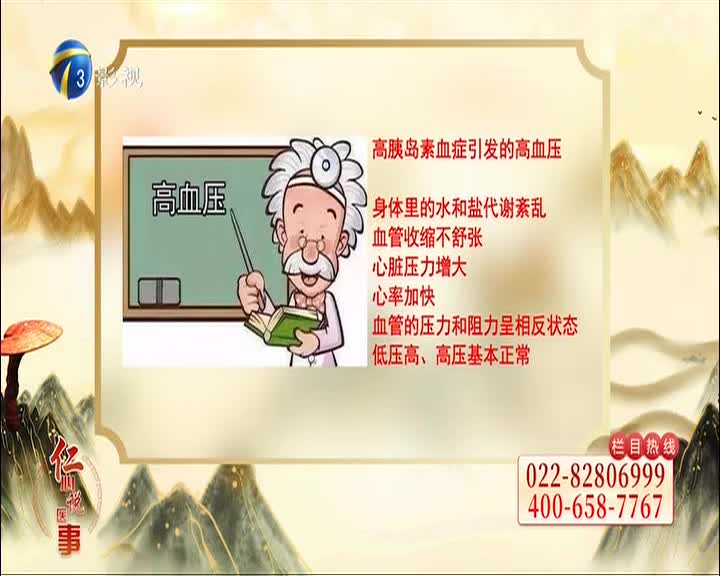 3 影视
高血压
高胰岛素血症引发的高血压
身体里的水和盐代谢紊乱
血管收缩不舒张
心脏压力增大
心率加快
血管的压力和阻力呈相反状态
低压高、高压基本正常
仁心说医事
栏目热线
022-82806999
400-658-7767